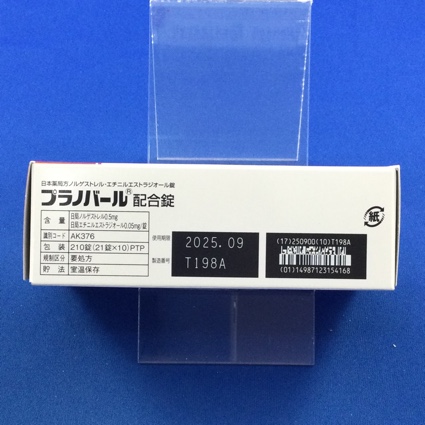 日本薬局方ノルゲストレル・エチニルエストラジオール錠
プラノバール® 配合錠
含 量 日局ノルゲストレル0.5mg
日局エチニルエストラジオール0.05mg/錠
識別コード AK376
包 装 210錠(21錠×10)PTP
規制区分 要処方
貯 法 室温保存
使用期限 2025.09
製造番号 T198A
(17)250900(10)T198A
(01)14987123154168
紙